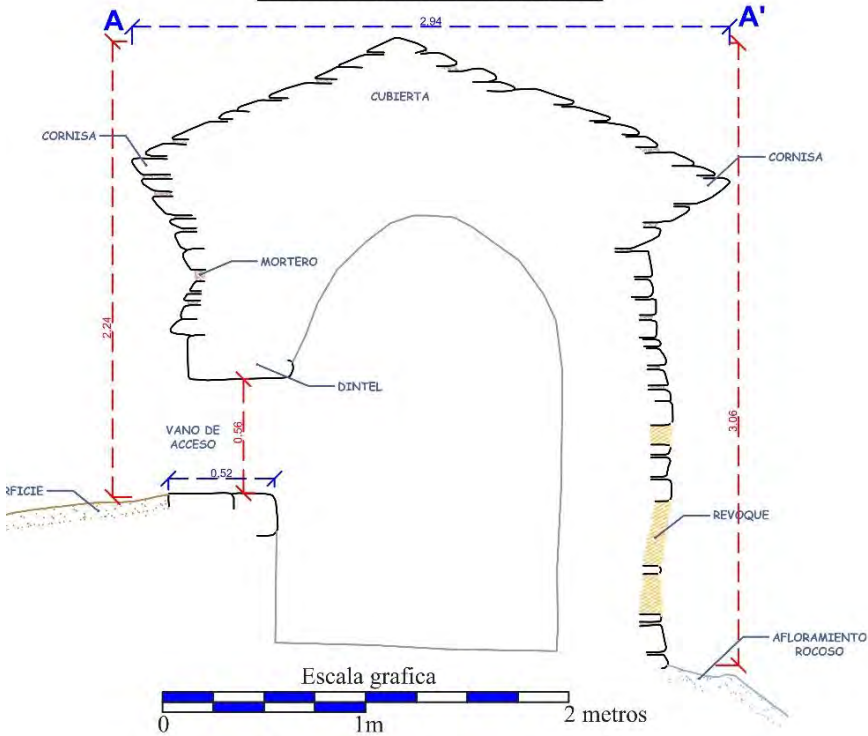 A
2.94
A'
CUBIERTA
CORNISA
CORNISA
MORTERO
2.24
DINTEL
3.06
VANO DE
ACCESO
0.56
0.52
RFICIE
REVOQUE
AFLORAMIENTO
ROCOSO
Escala grafica
0
1m
2 metros